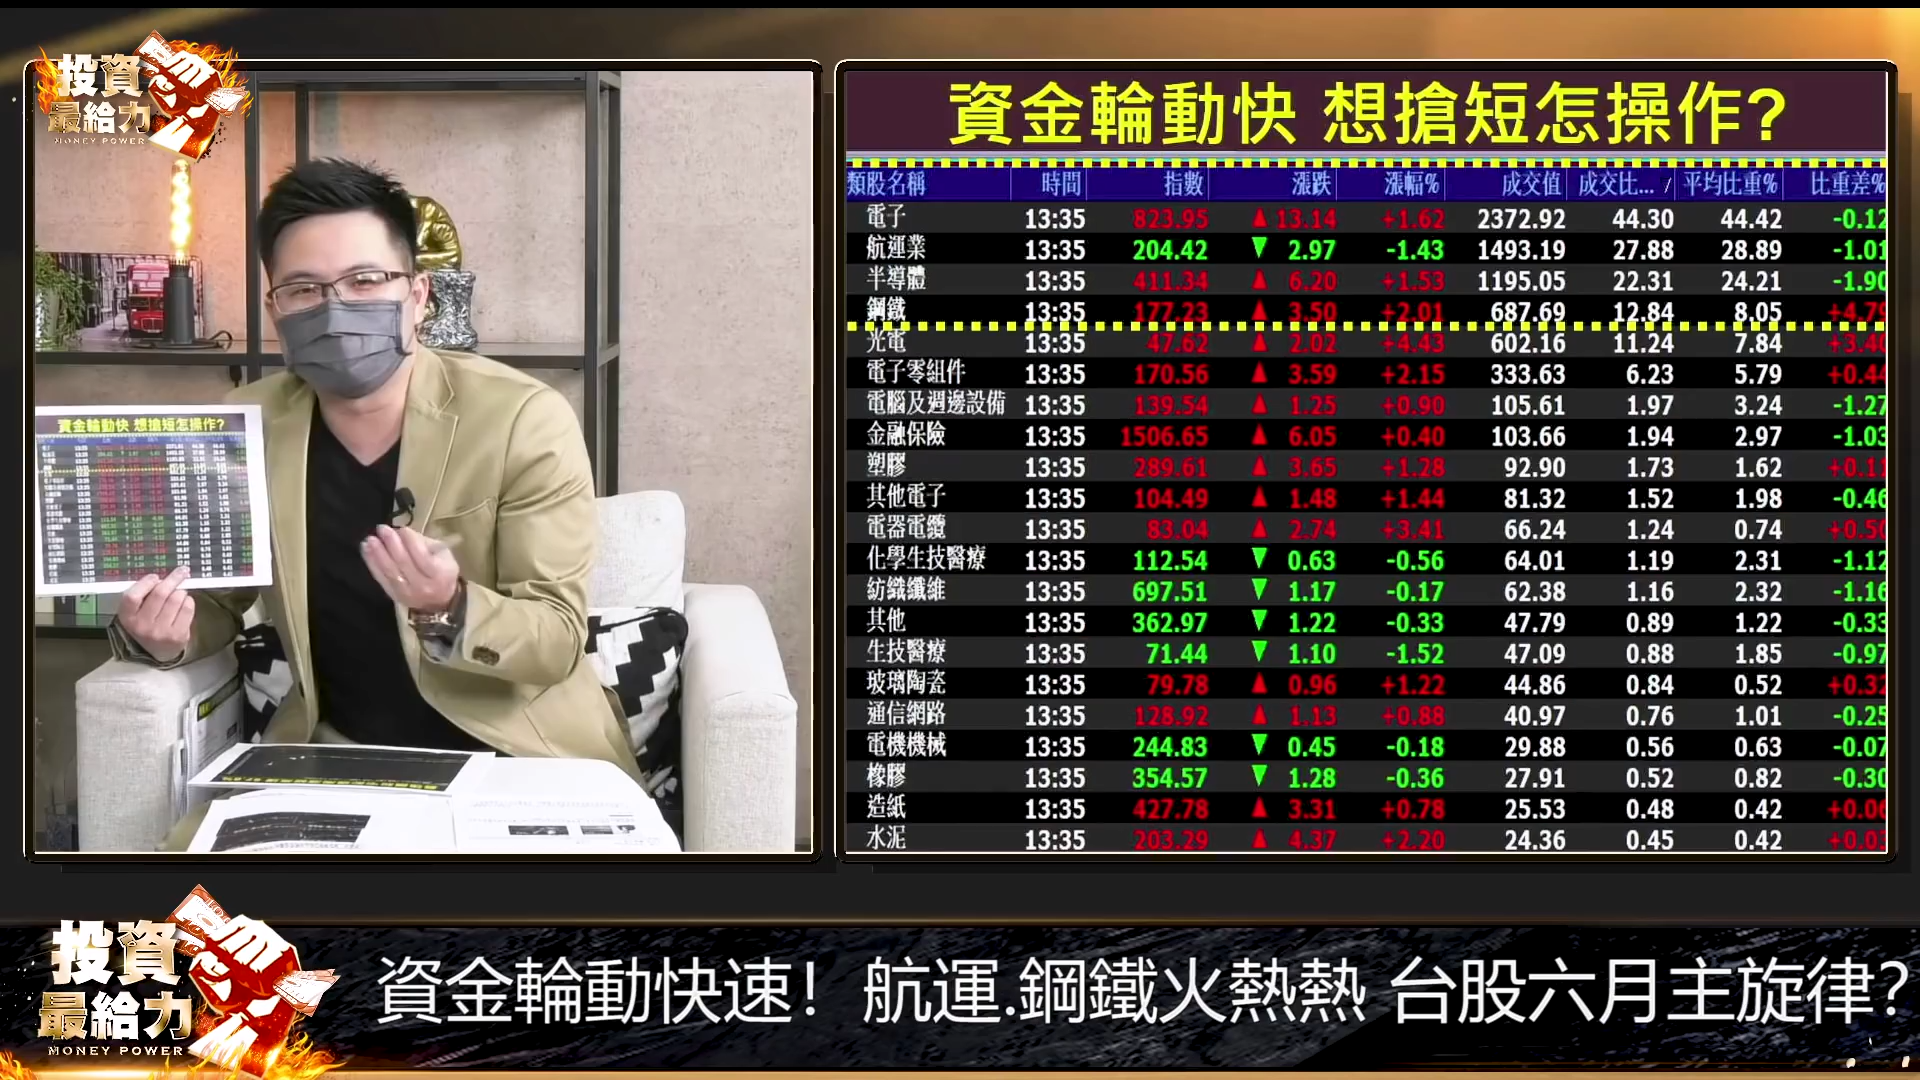 投資
最給力
MONEY POWER
資金輪動快 想搶短怎操作?
資金輪動快 想搶短怎操作?
類股名稱 時間 指數 漲跌 漲幅% 成交值 成交比... / 平均比重% 比重差%
電子 13:35 823.95 ▲ 13.14 +1.62 2372.92 44.30 44.42 -0.12
航運業 13:35 204.42 ▼ 2.97 -1.43 1493.19 27.88 28.89 -1.01
半導體 13:35 411.34 ▲ 6.20 +1.53 1195.05 22.31 24.21 -1.90
鋼鐵 13:35 177.23 ▲ 3.50 +2.01 687.69 12.84 8.05 +4.79
光電 13:35 47.62 ▲ 2.02 +4.43 602.16 11.24 7.84 +3.40
電子零組件 13:35 170.56 ▲ 3.59 +2.15 333.63 6.23 5.79 +0.44
電腦及週邊設備 13:35 139.54 ▲ 1.25 +0.90 105.61 1.97 3.24 -1.27
金融保險 13:35 1506.65 ▲ 6.05 +0.40 103.66 1.94 2.97 -1.03
塑膠 13:35 289.61 ▲ 3.65 +1.28 92.90 1.73 1.62 +0.11
其他電子 13:35 104.49 ▲ 1.48 +1.44 81.32 1.52 1.98 -0.46
電器電纜 13:35 83.04 ▲ 2.74 +3.41 66.24 1.24 0.74 +0.50
化學生技醫療 13:35 112.54 ▼ 0.63 -0.56 64.01 1.19 2.31 -1.12
紡織纖維 13:35 697.51 ▼ 1.17 -0.17 62.38 1.16 2.32 -1.16
其他 13:35 362.97 ▼ 1.22 -0.33 47.79 0.89 1.22 -0.33
生技醫療 13:35 71.44 ▼ 1.10 -1.52 47.09 0.88 1.85 -0.97
玻璃陶瓷 13:35 79.78 ▲ 0.96 +1.22 44.86 0.84 0.52 +0.32
通信網路 13:35 128.92 ▲ 1.13 +0.88 40.97 0.76 1.01 -0.25
電機機械 13:35 244.83 ▼ 0.45 -0.18 29.88 0.56 0.63 -0.07
橡膠 13:35 354.57 ▼ 1.28 -0.36 27.91 0.52 0.82 -0.30
造紙 13:35 427.78 ▲ 3.31 +0.78 25.53 0.48 0.42 +0.06
水泥 13:35 203.29 ▲ 4.37 +2.20 24.36 0.45 0.42 +0.03
投資
最給力
MONEY POWER
資金輪動快速! 航運.鋼鐵火熱熱 台股六月主旋律?